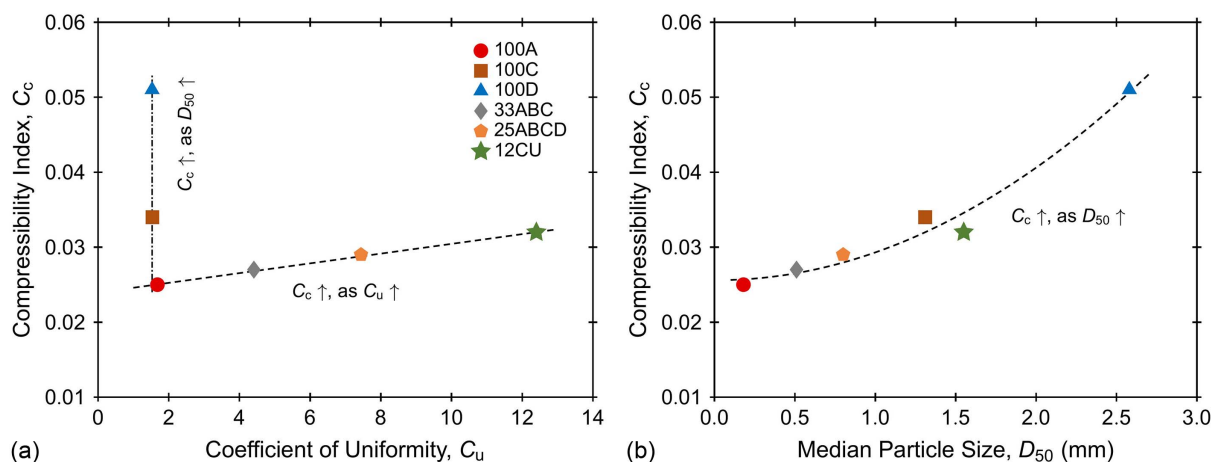 0.06
0.05
0.04
0.03
0.02
0.01
Compressibility Index, Cc
0 2 4 6 8 10 12 14
(a) Coefficient of Uniformity, Cu
Cc ↑, as D50 ↑
Cc ↑, as Cu ↑
100A
100C
100D
33ABC
25ABCD
12CU
0.06
0.05
0.04
0.03
0.02
0.01
Compressibility Index, Cc
0.0 0.5 1.0 1.5 2.0 2.5 3.0
(b) Median Particle Size, D50 (mm)
Cc ↑, as D50 ↑